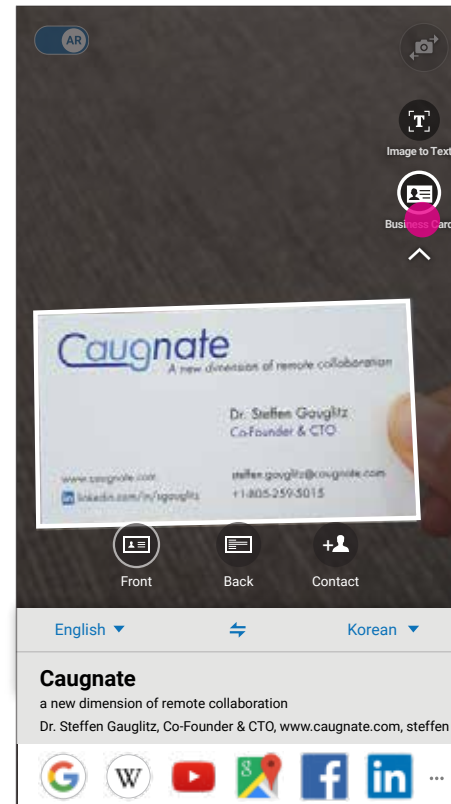 AR
Image to Text
Business Card
Caugnate
A new dimension of remote collaboration
Dr. Steffen Gauglitz
Co-Founder & CTO
www.caugnate.com
steffen.gauglitz@caugnate.com
in linkedin.com/in/sgauglitz
+1-805-259-5015
Front
Back
Contact
English
Korean
Caugnate
a new dimension of remote collaboration
Dr. Steffen Gauglitz, Co-Founder & CTO, www.caugnate.com, steffen
G
W
f
in